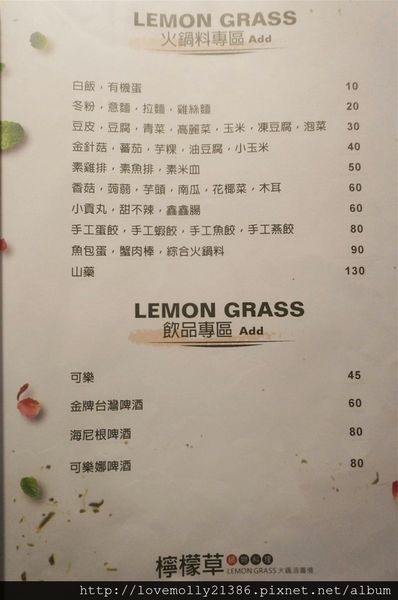 LEMON GRASS
火鍋料專區 Add
白飯，有機蛋 10
冬粉，意麵，拉麵，雞絲麵 20
豆皮，豆腐，青菜，高麗菜，玉米，凍豆腐，泡菜 30
金針菇，蕃茄，芋粿，油豆腐，小玉米 40
素雞排，素魚排，素米血 50
香菇，蒟蒻，芋頭，南瓜，花椰菜，木耳 60
小貢丸，甜不辣，鑫鑫腸 60
手工蛋餃，手工蝦餃，手工魚餃，手工燕餃 80
魚包蛋，蟹肉棒，綜合火鍋料 90
山藥 130
LEMON GRASS
飲品專區 Add
可樂 45
金牌台灣啤酒 60
海尼根啤酒 80
可樂娜啤酒 80
檸檬草
LEMON GRASS 火鍋
http://lovemolly21386.pixnet.net/album